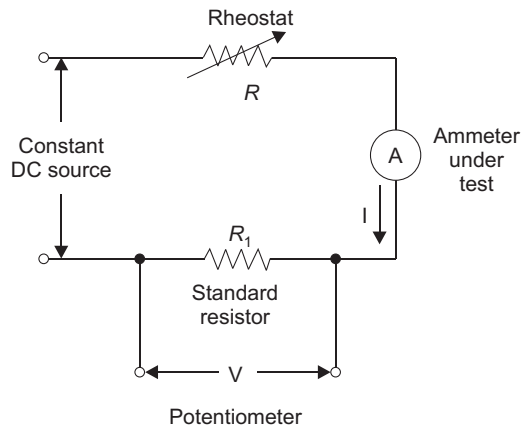 Rheostat
R
Constant
DC source
A
Ammeter
under
test
I
R₁
Standard
resistor
V
Potentiometer